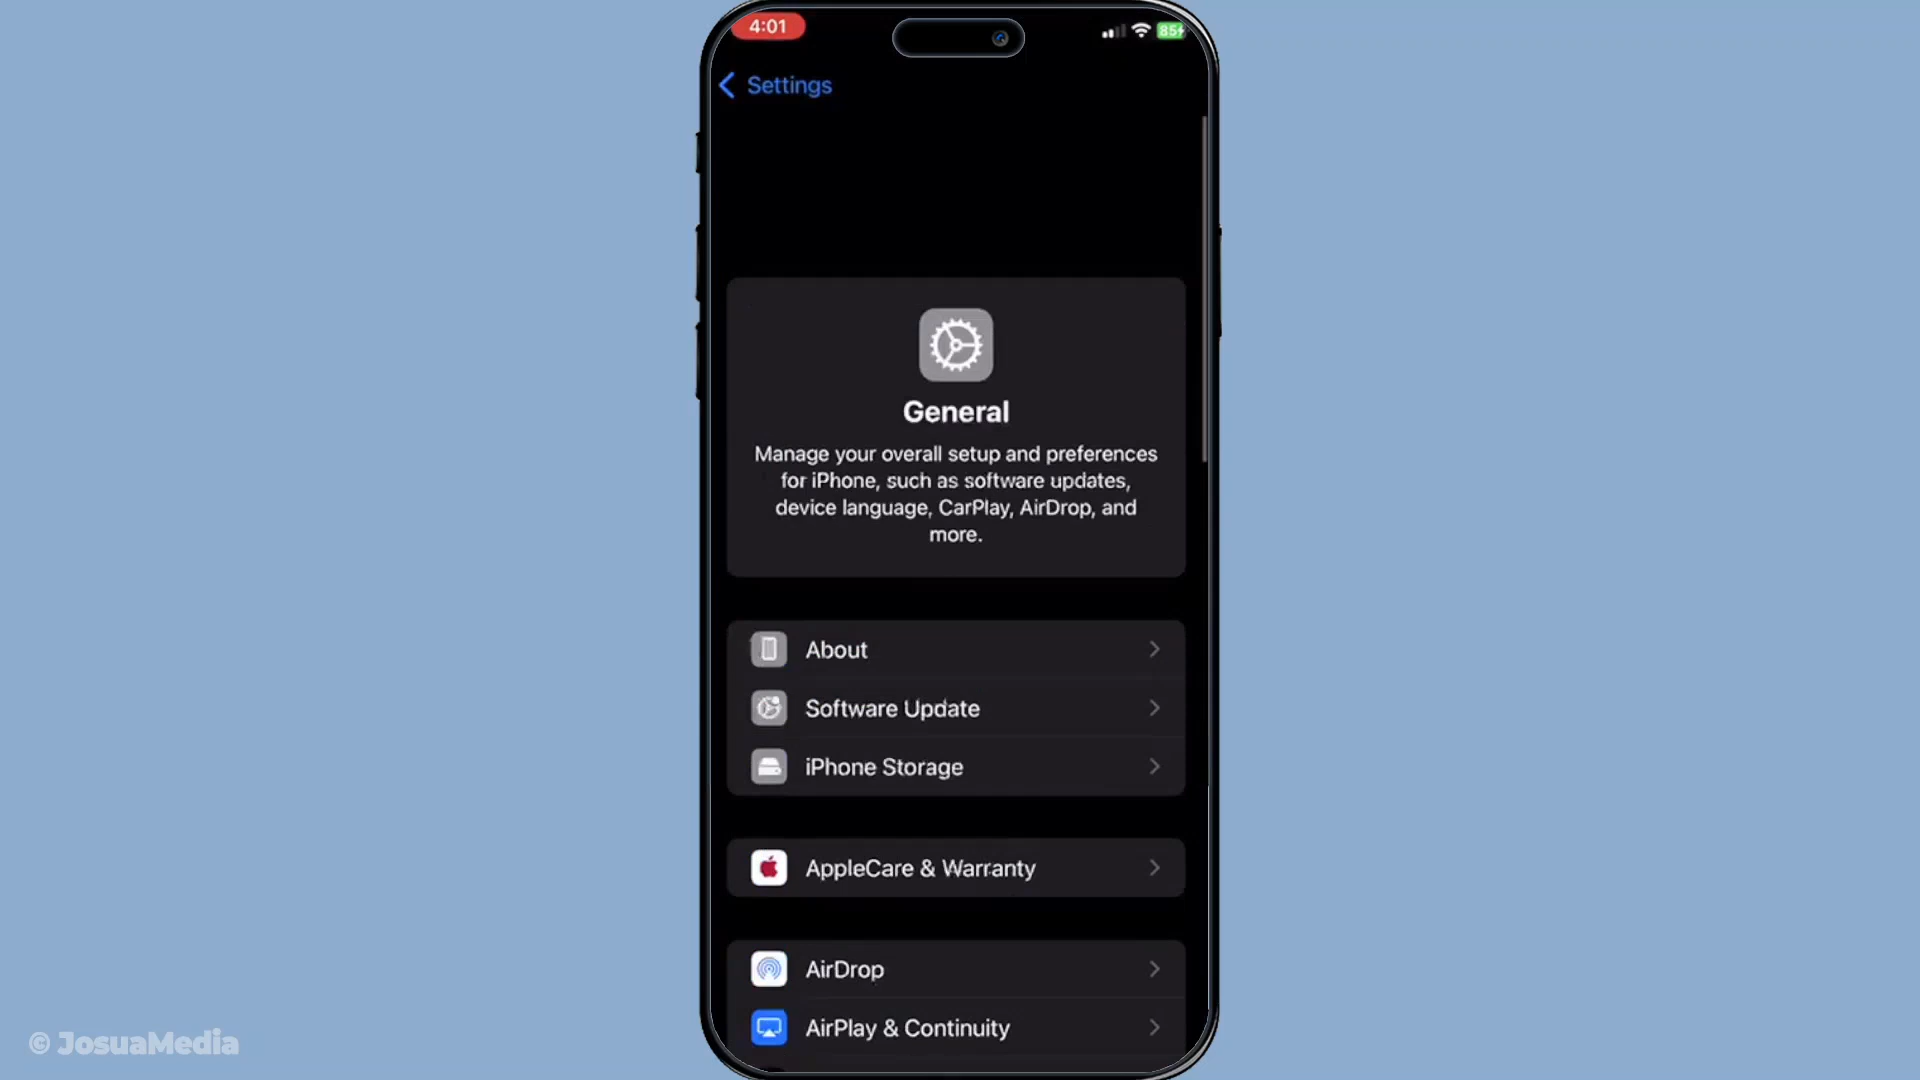 4:01
85
Settings
General
Manage your overall setup and preferences
for iPhone, such as software updates,
device language, CarPlay, AirDrop, and
more.
About
Software Update
iPhone Storage
AppleCare & Warranty
AirDrop
AirPlay & Continuity
© JosuaMedia